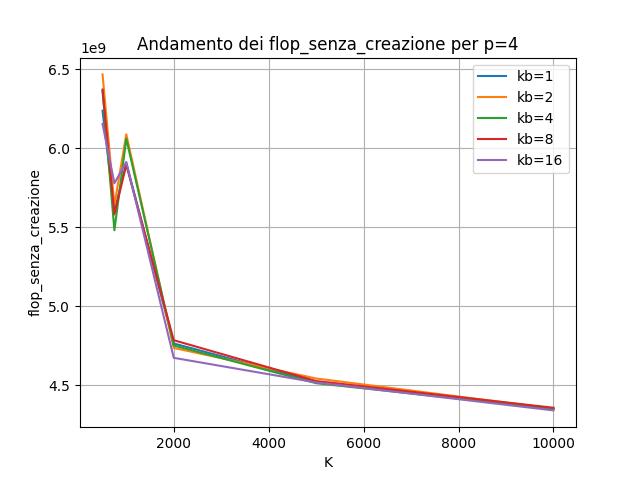 Andamento dei flop_senza_creazione per p=4
1e9
6.5
6.0
5.5
5.0
4.5
flop_senza_creazione
kb=1
kb=2
kb=4
kb=8
kb=16
2000
4000
6000
8000
10000
K